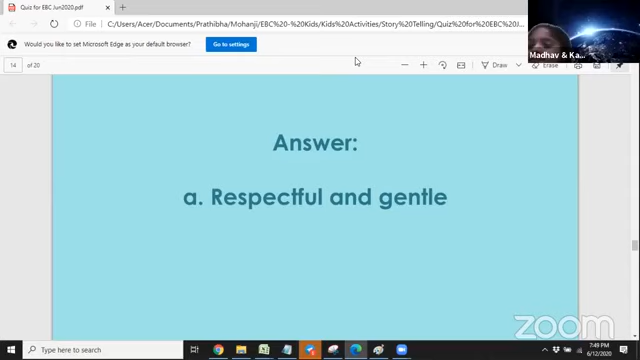 Quiz for EBC Jun2020.pdf
File
C:/Users/Acer/Documents/Prathibha/Mohanji/EBC%20-%20Kids/Kids%20Activities/Story%20Telling/Quiz%20for%20EBC%20J...
Would you like to set Microsoft Edge as your default browser?
Go to settings
Madhav & Ka...
14
of 20
Draw
Erase
Answer:
a. Respectful and gentle
zoom
Type here to search
7:49 PM
6/12/2020